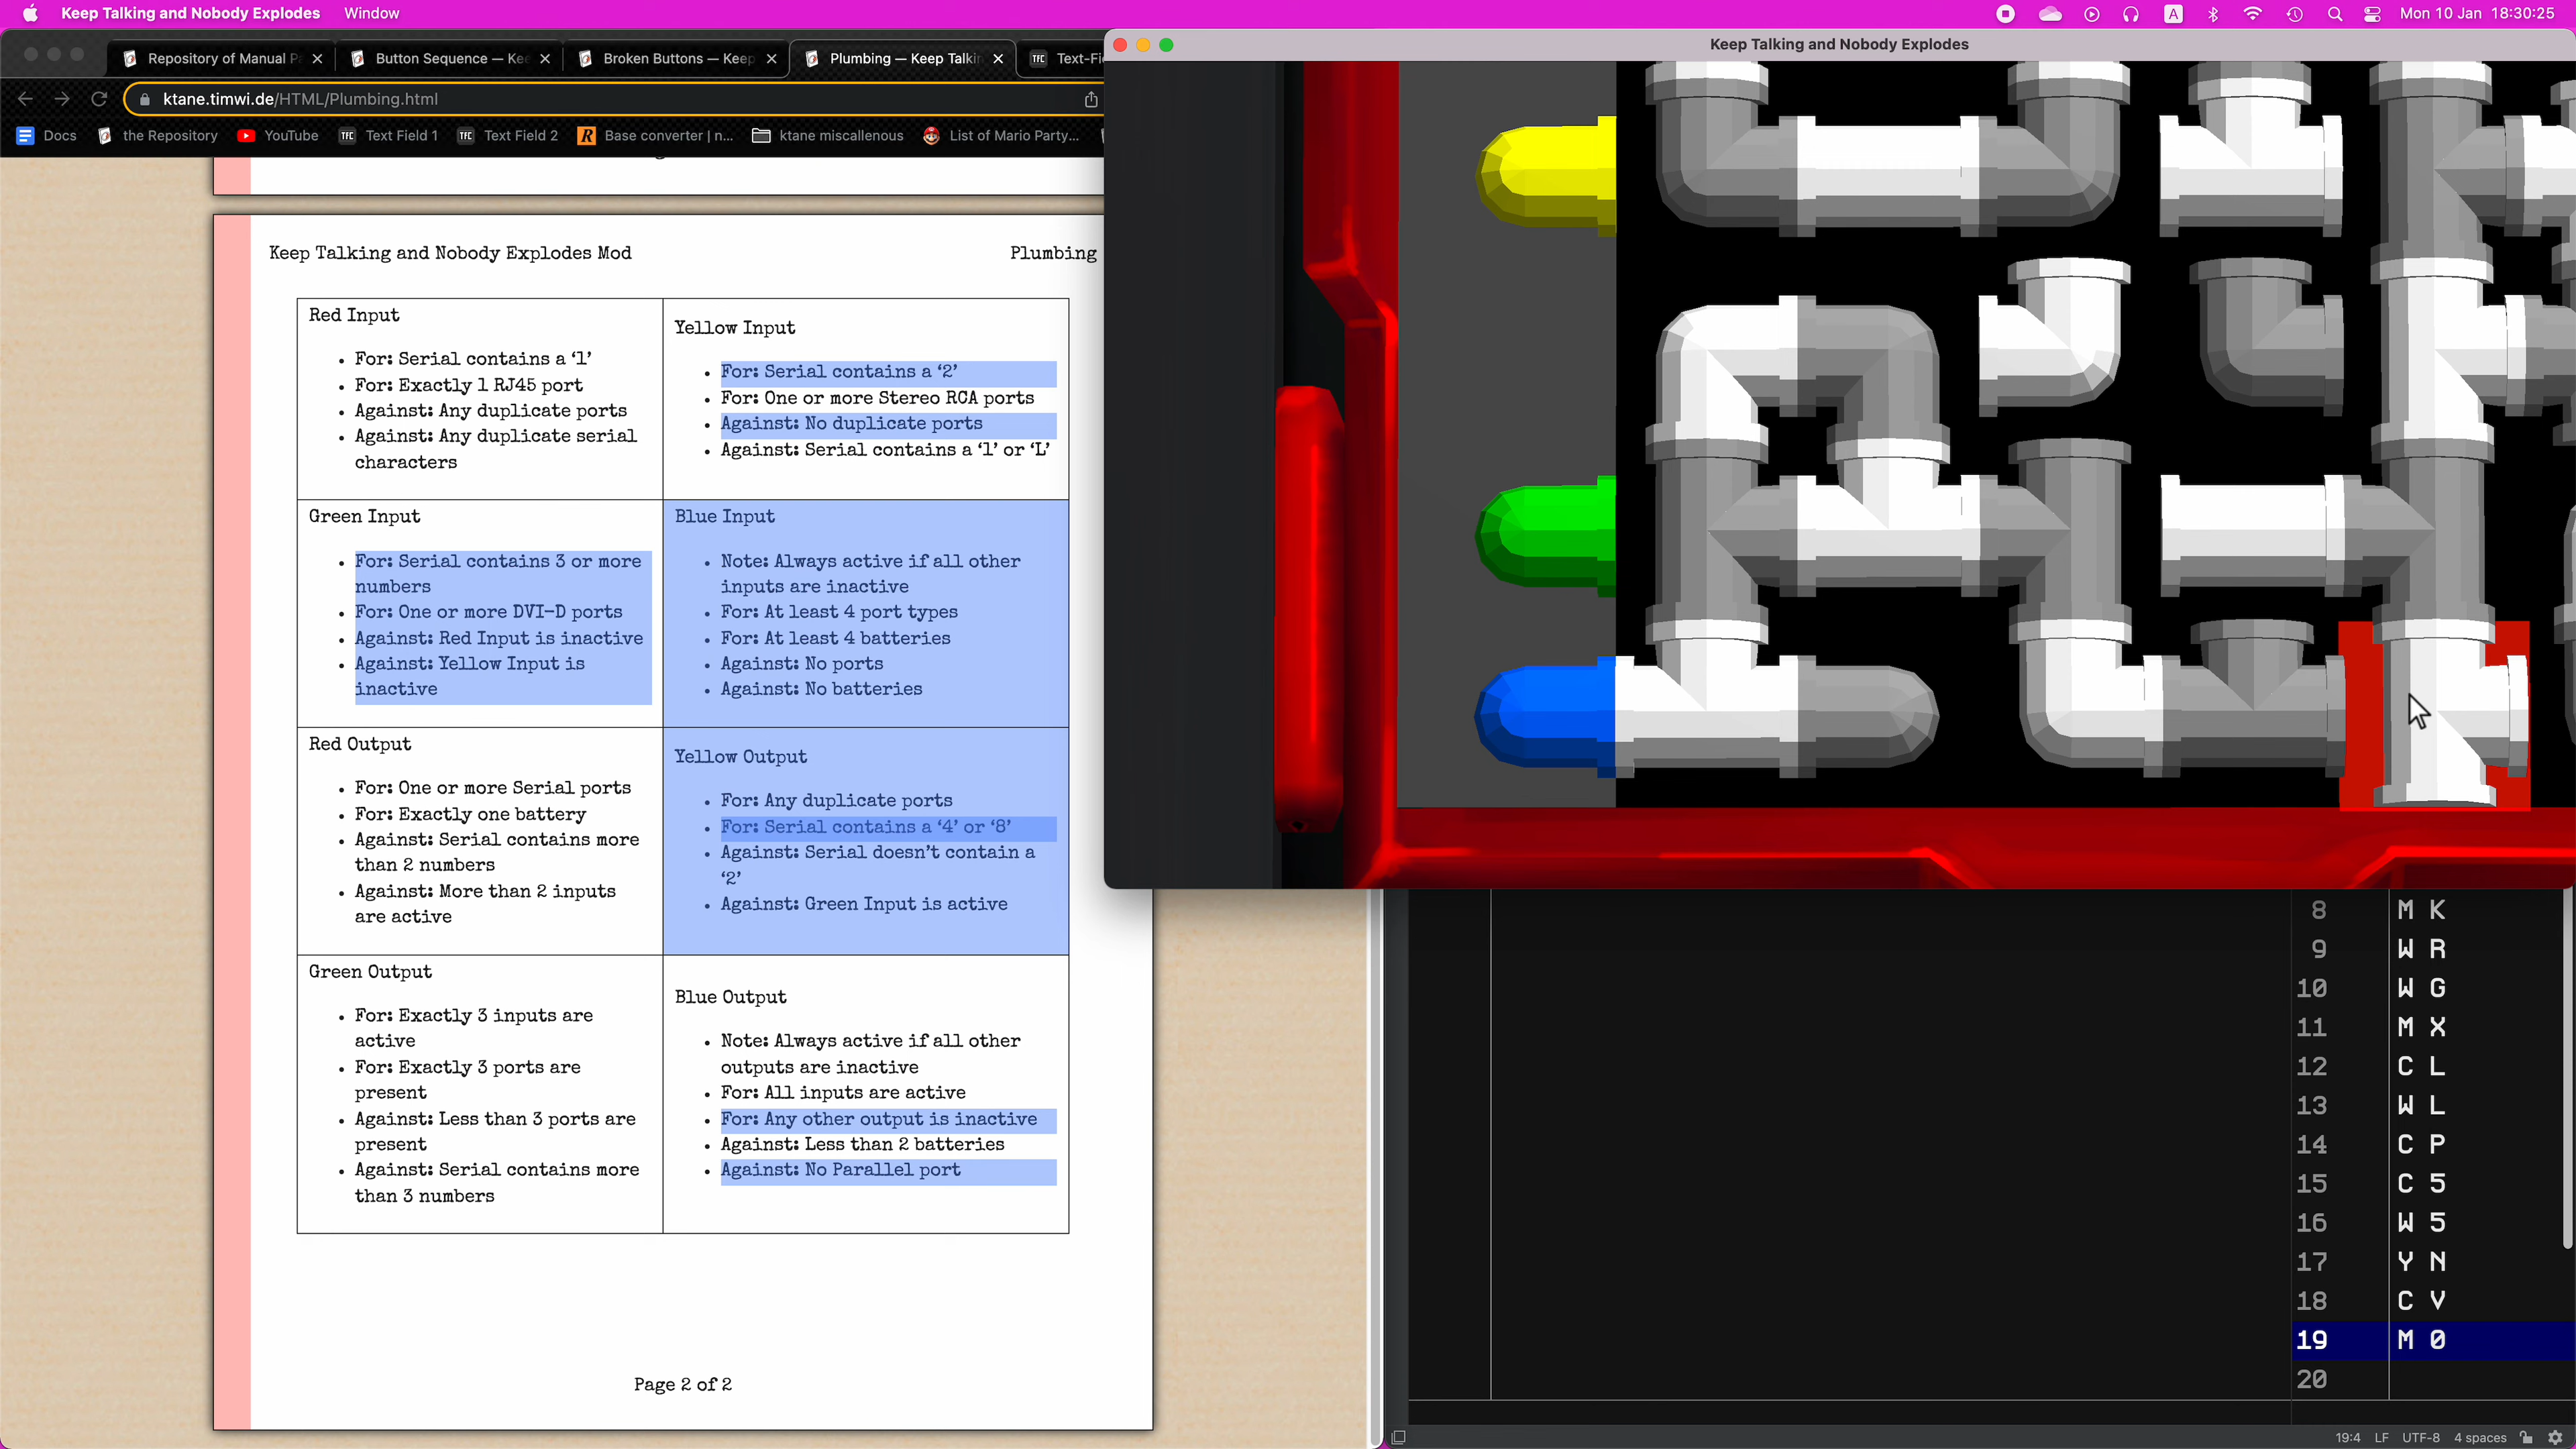 Keep Talking and Nobody Explodes Window
A
Mon 10 Jan 18:30:25
Repository of Manual P
Button Sequence — Ke
Broken Buttons — Keep
Plumbing — Keep Talkin
TFC Text-Fi
ktane.timwi.de/HTML/Plumbing.html
Docs the Repository YouTube TFC Text Field 1 TFC Text Field 2 R Base converter | n... ktane miscallenous List of Mario Party...
Keep Talking and Nobody Explodes
Keep Talking and Nobody Explodes Mod
Plumbing
Red Input
For: Serial contains a ‘1’
For: Exactly 1 RJ45 port
Against: Any duplicate ports
Against: Any duplicate serial
characters
Yellow Input
For: Serial contains a ‘2’
For: One or more Stereo RCA ports
Against: No duplicate ports
Against: Serial contains a ‘1’ or ‘L’
Green Input
For: Serial contains 3 or more
numbers
For: One or more DVI-D ports
Against: Red Input is inactive
Against: Yellow Input is
inactive
Blue Input
Note: Always active if all other
inputs are inactive
For: At least 4 port types
For: At least 4 batteries
Against: No ports
Against: No batteries
Red Output
For: One or more Serial ports
For: Exactly one battery
Against: Serial contains more
than 2 numbers
Against: More than 2 inputs
are active
Yellow Output
For: Any duplicate ports
For: Serial contains a ‘4’ or ‘8’
Against: Serial doesn’t contain a
‘2’
Against: Green Input is active
Green Output
For: Exactly 3 inputs are
active
For: Exactly 3 ports are
present
Against: Less than 3 ports are
present
Against: Serial contains more
than 3 numbers
Blue Output
Note: Always active if all other
outputs are inactive
For: All inputs are active
For: Any other output is inactive
Against: Less than 2 batteries
Against: No Parallel port
Page 2 of 2
8 M K
9 W R
10 W G
11 M X
12 C L
13 W L
14 C P
15 C 5
16 W 5
17 Y N
18 C V
19 M 0
20
19:4 LF UTF-8 4 spaces